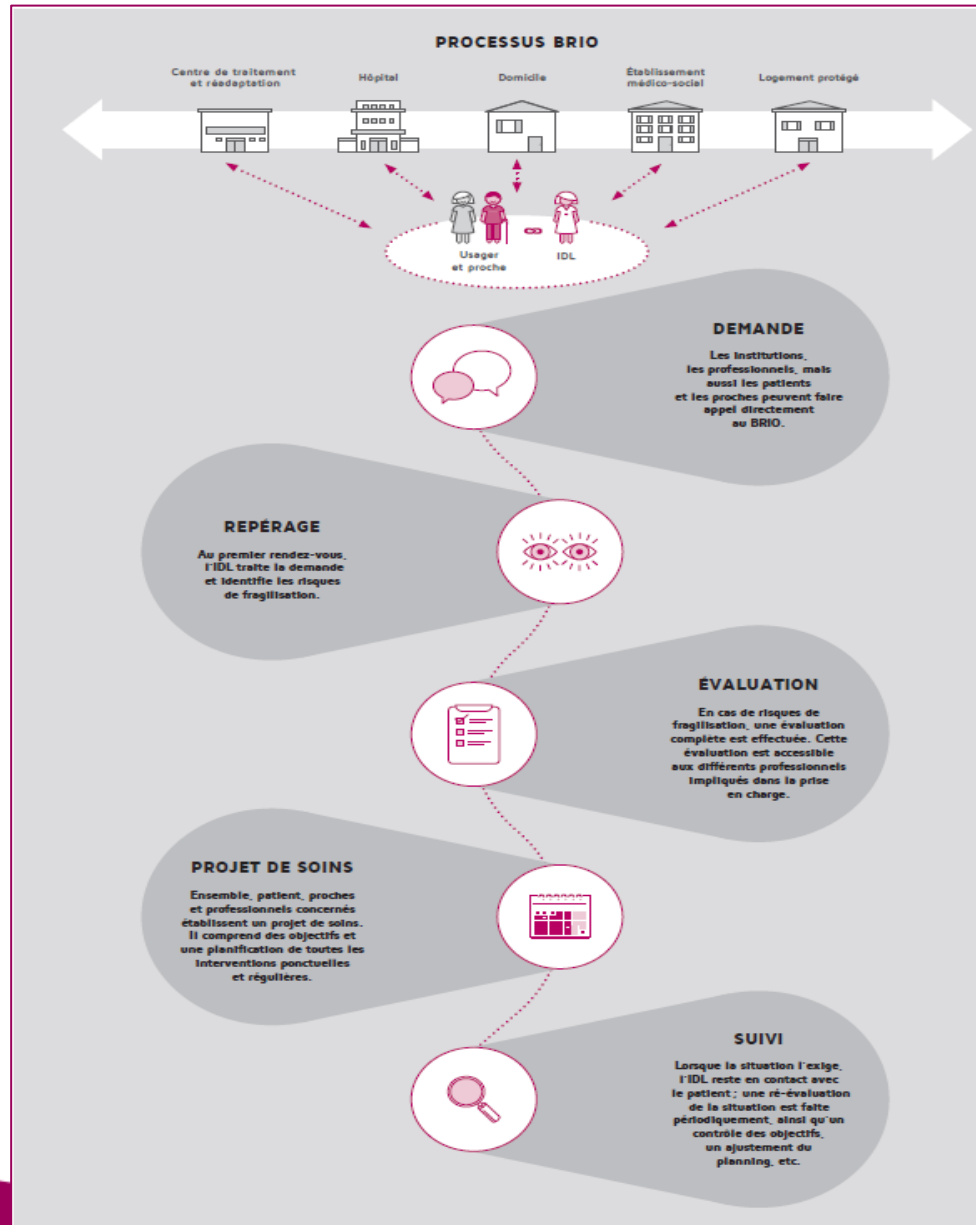 PROCESSUS BRIO
Centre de traitement
et réadaptation
Hôpital
Domicile
Établissement
médico-social
Logement protégé
Usager
et proche
IDL
DEMANDE
Les institutions,
les professionnels, mais
aussi les patients
et les proches peuvent faire
appel directement
au BRIO.
REPÉRAGE
Au premier rendez-vous,
l'IDL traite la demande
et identifie les risques
de fragilisation.
ÉVALUATION
En cas de risques de
fragilisation, une évaluation
complète est effectuée. Cette
évaluation est accessible
aux différents professionnels
impliqués dans la prise
en charge.
PROJET DE SOINS
Ensemble, patient, proches
et professionnels concernés
établissent un projet de soins.
Il comprend des objectifs et
une planification de toutes les
interventions ponctuelles
et régulières.
SUIVI
Lorsque la situation l'exige,
l'IDL reste en contact avec
le patient ; une ré-évaluation
de la situation est faite
périodiquement, ainsi qu'un
contrôle des objectifs,
un ajustement du
planning, etc.